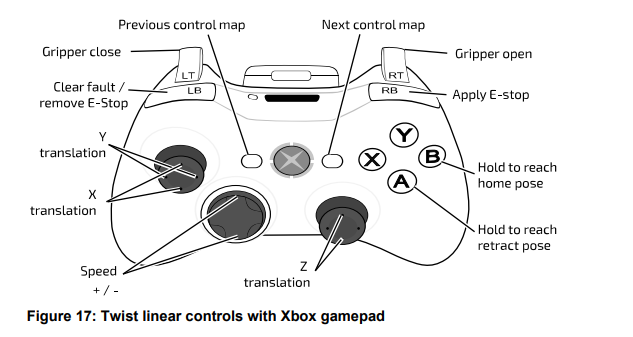 Previous control map
Next control map
Gripper close
Gripper open
LT
RT
Clear fault /
remove E-Stop
LB
RB
Apply E-stop
Y
translation
Y
X
B
A
Hold to reach
home pose
X
translation
Hold to reach
retract pose
Speed
+ / -
Z
translation
Figure 17: Twist linear controls with Xbox gamepad